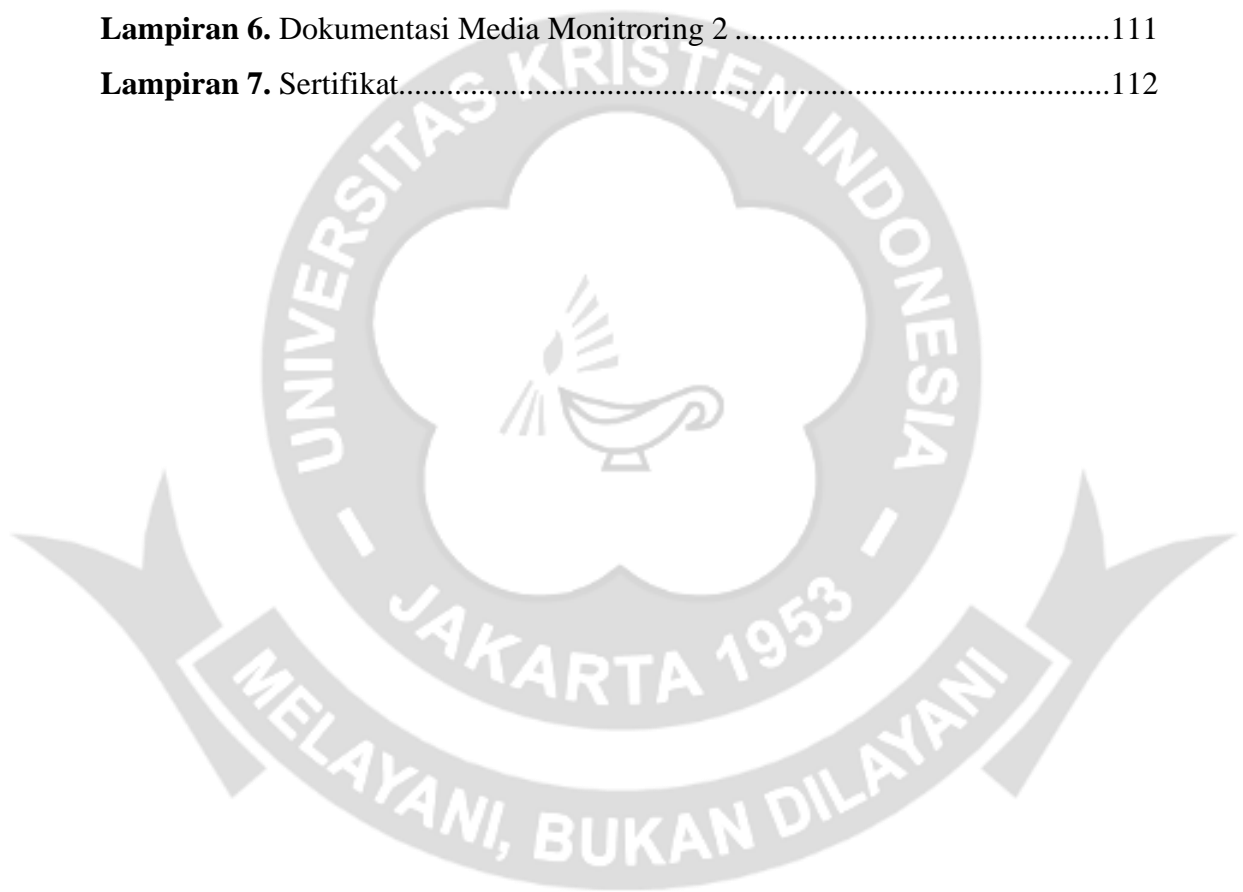 Lampiran 6. Dokumentasi Media Monitroring 2 ..........................................111
Lampiran 7. Sertifikat................................................................................112
UNIVERSITAS KRISTEN INDONESIA
- JAKARTA 1953 -
MELAYANI, BUKAN DILAYANI